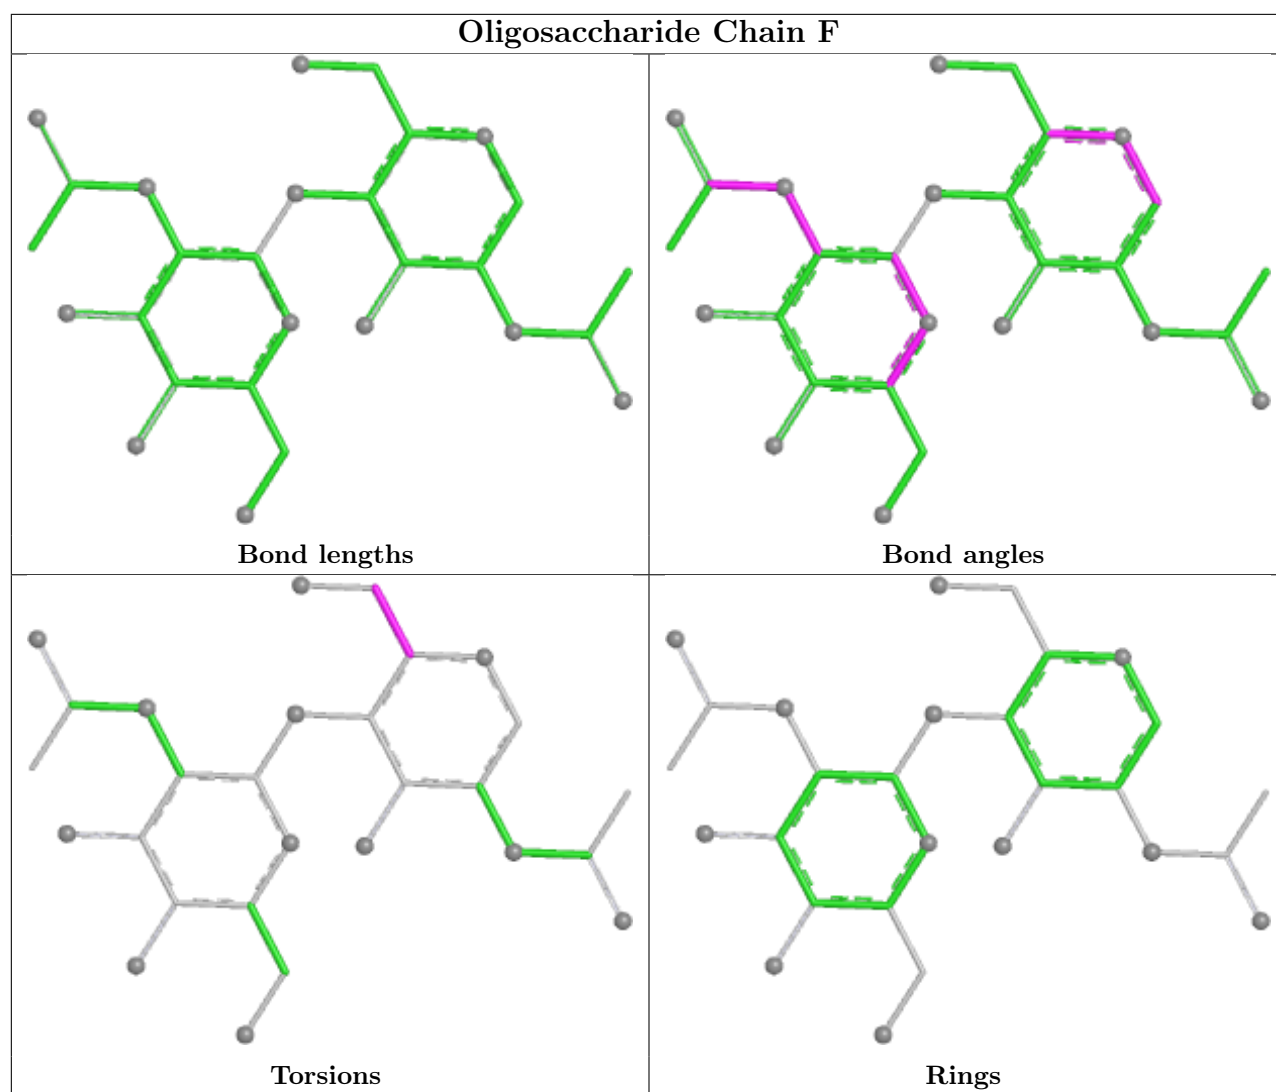 Oligosaccharide Chain F
Bond lengths
Bond angles
Torsions
Rings